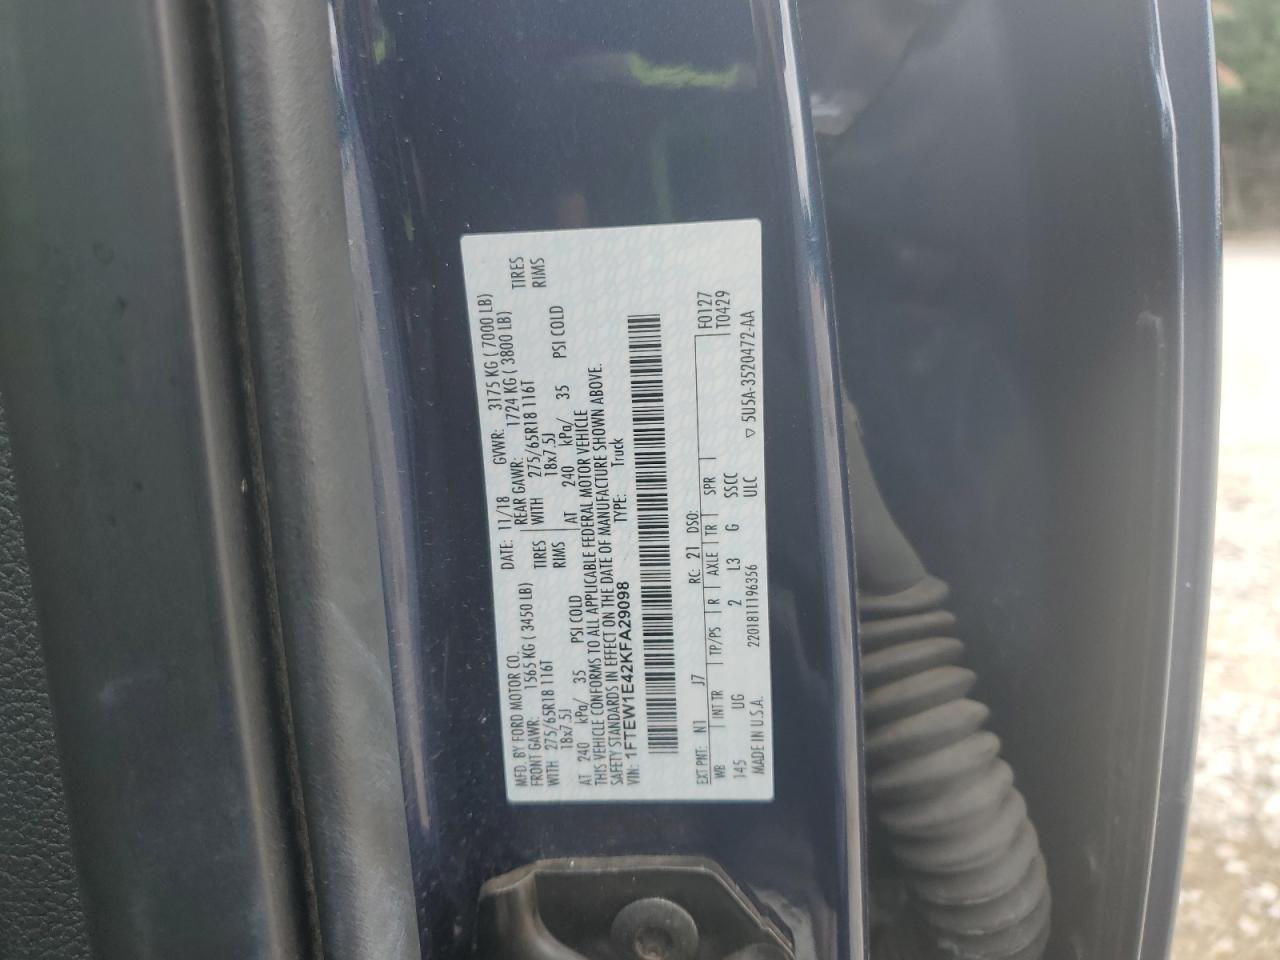 MFD. BY FORD MOTOR CO. DATE: 11/18 GVWR: 3175 KG ( 7000 LB)
FRONT GAWR: 1565 KG ( 3450 LB) REAR GAWR: 1724 KG ( 3800 LB)
WITH 275/65R18 116T TIRES WITH 275/65R18 116T TIRES
18x7.5J RIMS 18x7.5J RIMS
AT 240 kPa/ 35 PSI COLD AT 240 kPa/ 35 PSI COLD
THIS VEHICLE CONFORMS TO ALL APPLICABLE FEDERAL MOTOR VEHICLE
SAFETY STANDARDS IN EFFECT ON THE DATE OF MANUFACTURE SHOWN ABOVE.
VIN: 1FTEW1E42KFA29098 TYPE: Truck
EXT PNT: N1 J7 RC: 21 DSO: F0127
WB INT TR TP/PS R AXLE TR SPR T0429
145 UG 2 L3 G SSCC
MADE IN U.S.A. 2201811196356 ULC ▽ 5U5A-3520472-AA